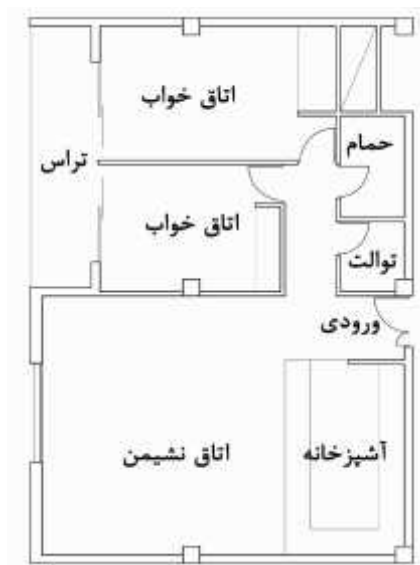 اتاق خواب
حمام
تراس
اتاق خواب
توالت
ورودی
آشپزخانه
اتاق نشیمن